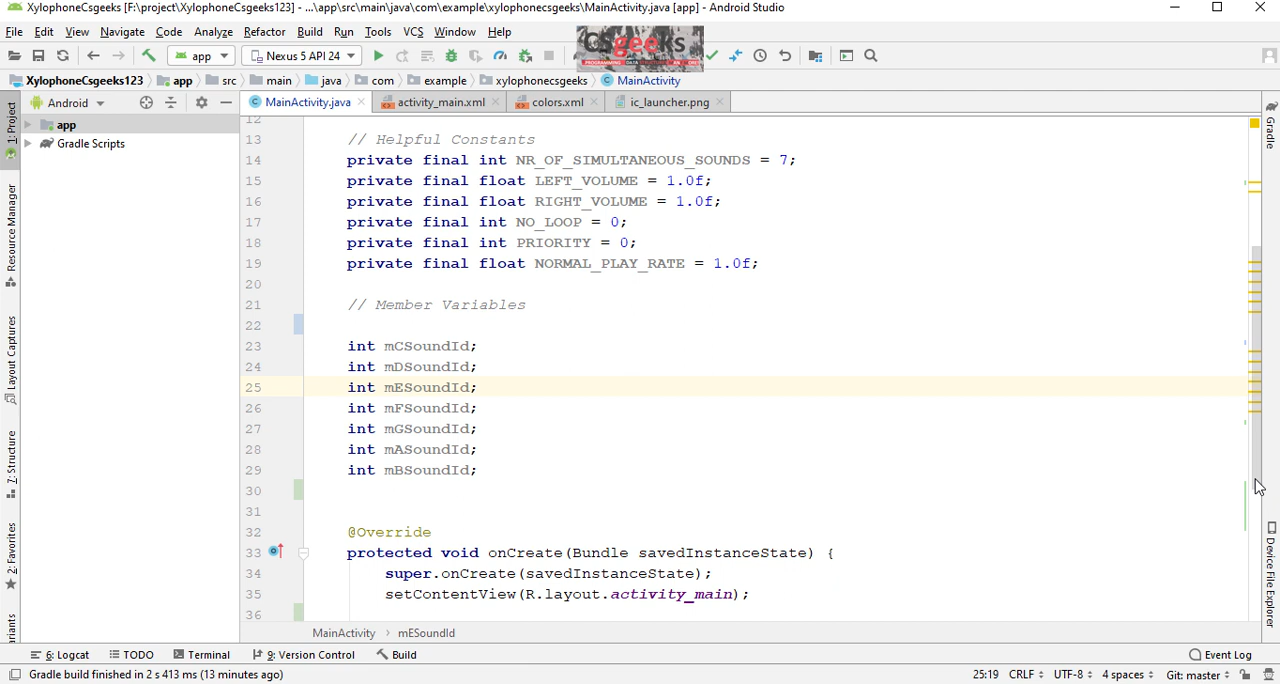 XylophoneCsgeeks [F:\project\XylophoneCsgeeks123] - ...\app\src\main\java\com\example\xylophonecsgeeks\MainActivity.java [app] - Android Studio
File Edit View Navigate Code Analyze Refactor Build Run Tools VCS Window Help
CSgeeks
app Nexus 5 API 24
XylophoneCsgeeks123 app src main java com example xylophonecsgeeks MainActivity
Android MainActivity.java activity_main.xml colors.xml ic_launcher.png
app
Gradle Scripts
1: Project
Resource Manager
Layout Captures
Z: Structure
2: Favorites
Gradle
Device File Explorer
12
13 // Helpful Constants
14 private final int NR_OF_SIMULTANEOUS_SOUNDS = 7;
15 private final float LEFT_VOLUME = 1.0f;
16 private final float RIGHT_VOLUME = 1.0f;
17 private final int NO_LOOP = 0;
18 private final int PRIORITY = 0;
19 private final float NORMAL_PLAY_RATE = 1.0f;
20
21 // Member Variables
22
23 int mCSoundId;
24 int mDSoundId;
25 int mESoundId;
26 int mFSoundId;
27 int mGSoundId;
28 int mASoundId;
29 int mBSoundId;
30
31
32 @Override
33 protected void onCreate(Bundle savedInstanceState) {
34 super.onCreate(savedInstanceState);
35 setContentView(R.layout.activity_main);
36
MainActivity › mESoundId
6: Logcat TODO Terminal 9: Version Control Build Event Log
Gradle build finished in 2 s 413 ms (13 minutes ago) 25:19 CRLF UTF-8 4 spaces Git: master